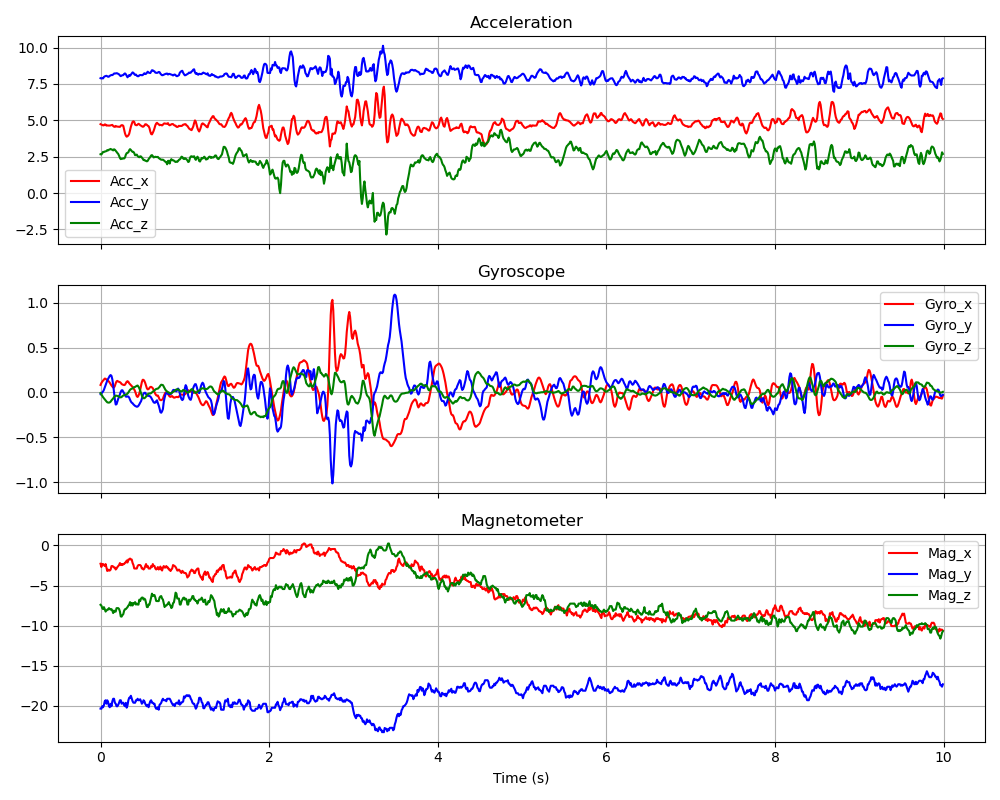 Acceleration
10.0
7.5
5.0
2.5
0.0
−2.5
Acc_x
Acc_y
Acc_z
Gyroscope
1.0
0.5
0.0
−0.5
−1.0
Gyro_x
Gyro_y
Gyro_z
Magnetometer
0
−5
−10
−15
−20
Mag_x
Mag_y
Mag_z
0 2 4 6 8 10
Time (s)